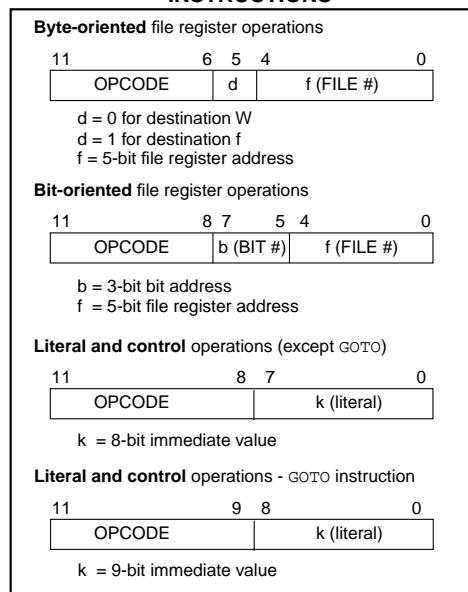 INSTRUCTIONS
Byte-oriented file register operations
11 6 5 4 0
OPCODE d f (FILE #)
d = 0 for destination W
d = 1 for destination f
f = 5-bit file register address
Bit-oriented file register operations
11 8 7 5 4 0
OPCODE b (BIT #) f (FILE #)
b = 3-bit bit address
f = 5-bit file register address
Literal and control operations (except GOTO)
11 8 7 0
OPCODE k (literal)
k = 8-bit immediate value
Literal and control operations - GOTO instruction
11 9 8 0
OPCODE k (literal)
k = 9-bit immediate value